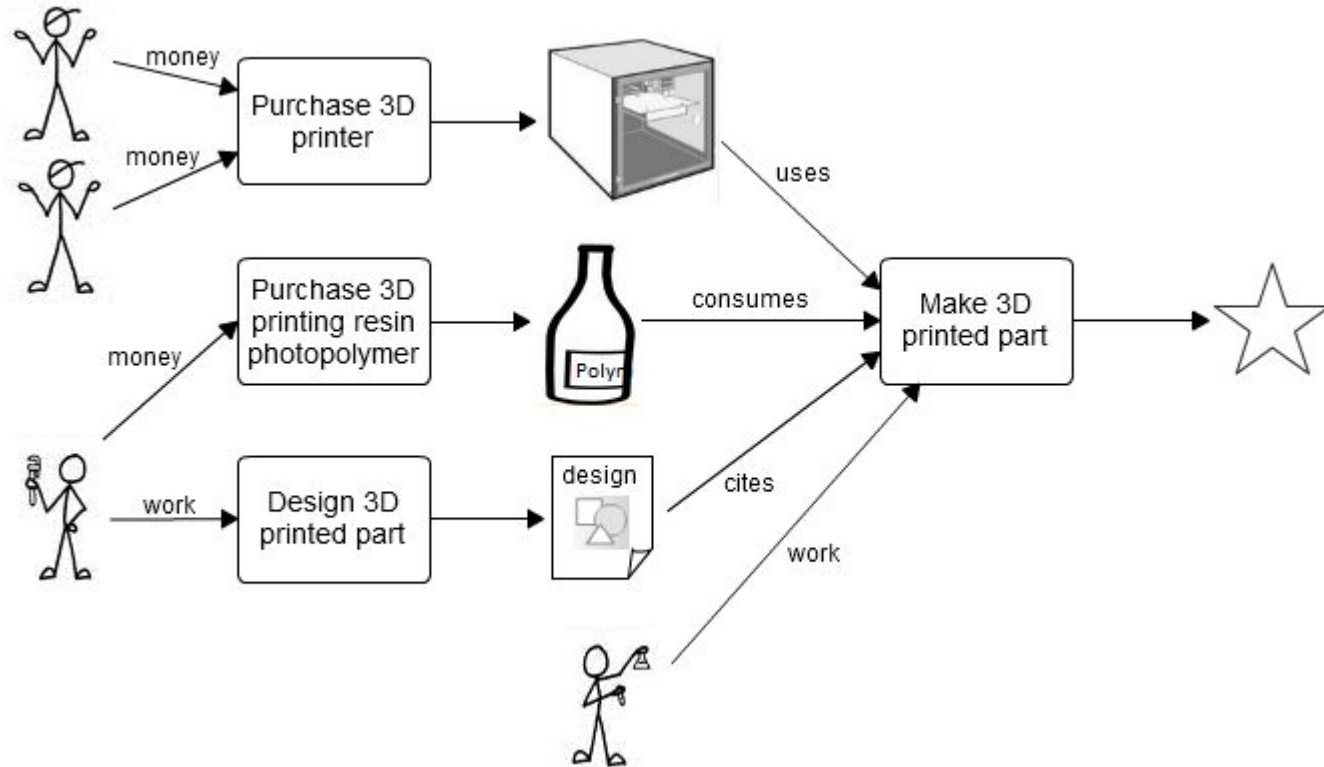 money
Purchase 3D
printer
money
uses
Purchase 3D
printing resin
photopolymer
money
Polyr
consumes
Make 3D
printed part
work
Design 3D
printed part
design
cites
work